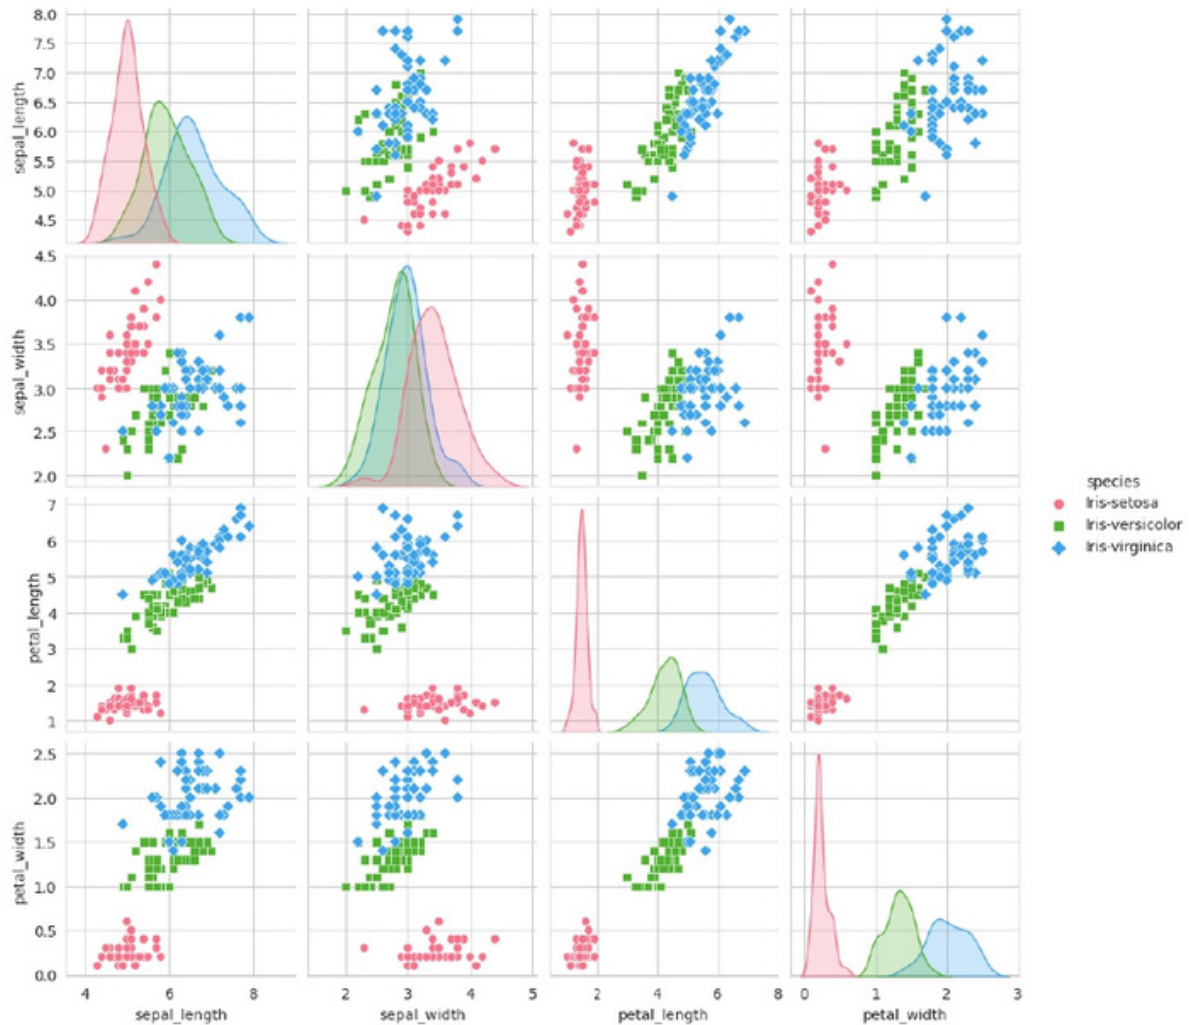 8.0
7.5
7.0
6.5
6.0
5.5
5.0
4.5
sepal_length
4.5
4.0
3.5
3.0
2.5
2.0
sepal_width
species
Iris-setosa
Iris-versicolor
Iris-virginica
7
6
5
4
3
2
1
petal_length
2.5
2.0
1.5
1.0
0.5
0.0
petal_width
4 6 8 2 3 4 5 2 4 6 8 0 1 2 3
sepal_length sepal_width petal_length petal_width